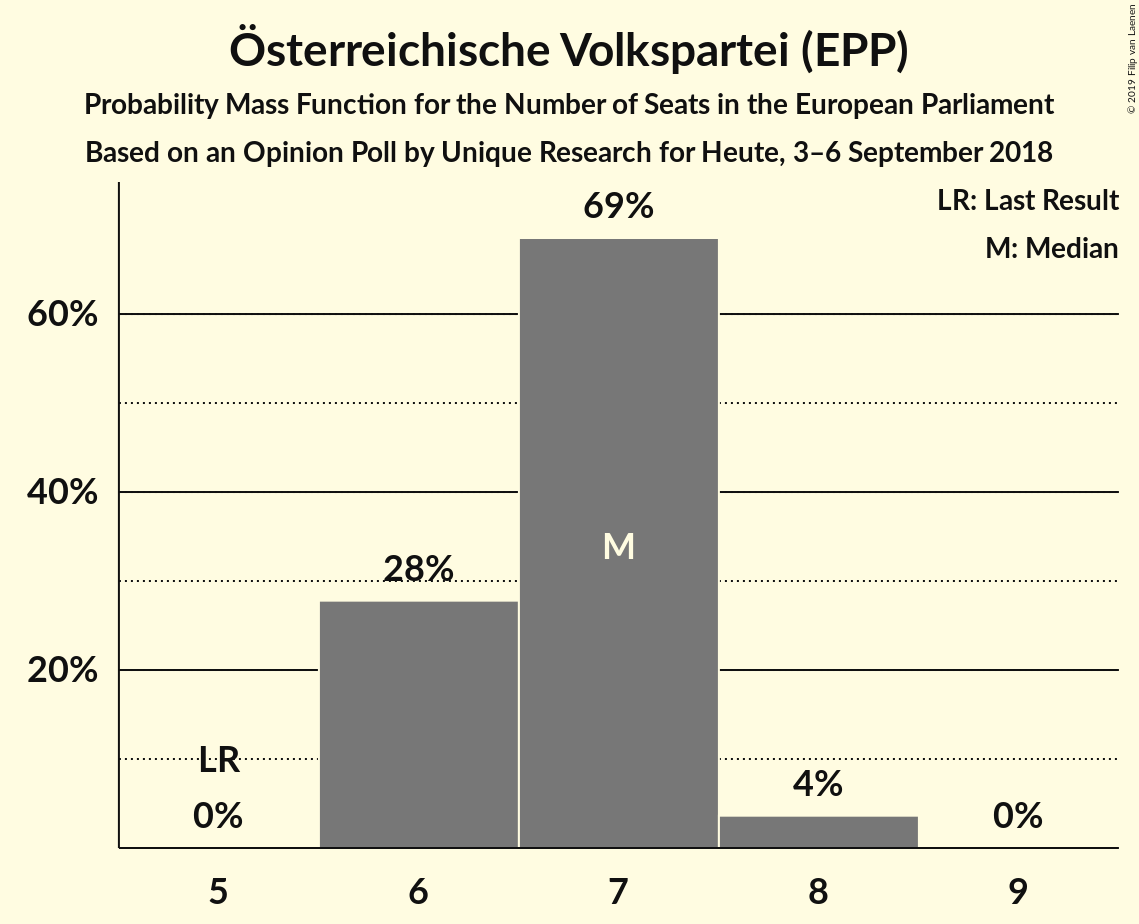 Österreichische Volkspartei (EPP)
Probability Mass Function for the Number of Seats in the European Parliament
Based on an Opinion Poll by Unique Research for Heute, 3–6 September 2018
© 2019 Filip van Laenen
LR: Last Result
M: Median
69%
60%
M
40%
28%
20%
LR
4%
0%
0%
5 6 7 8 9